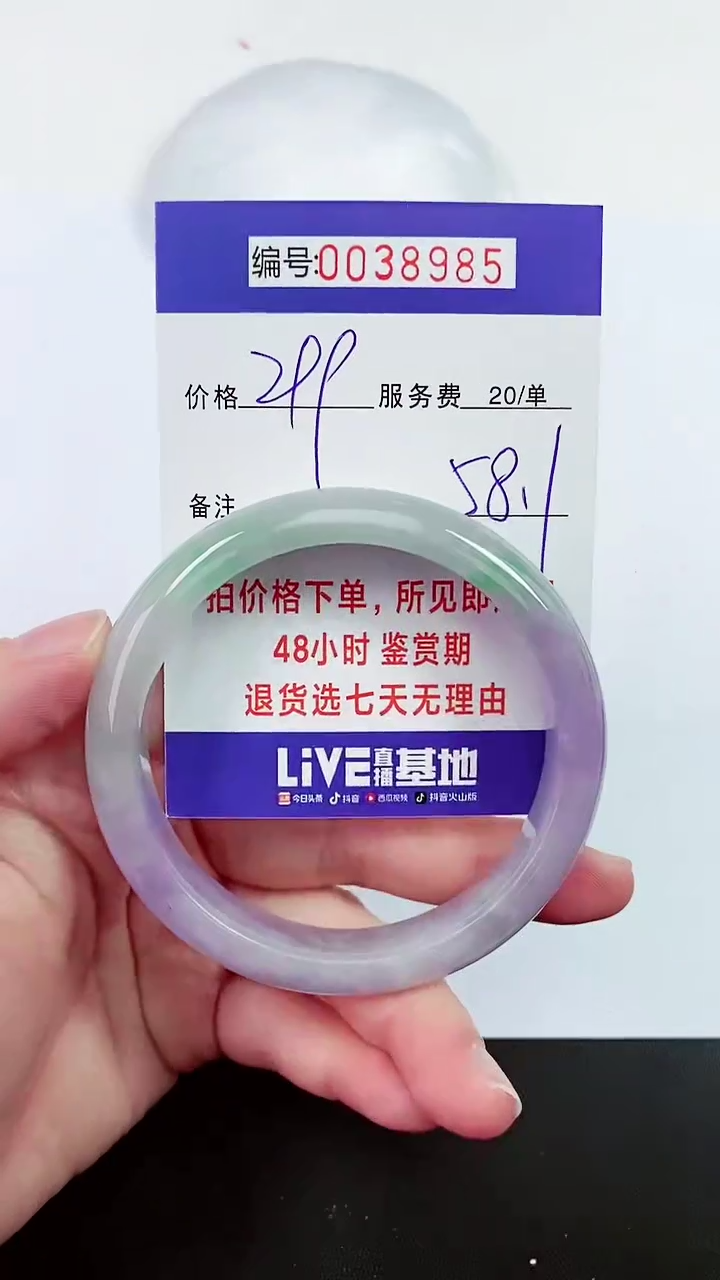 编号:0038985
价格 299 服务费 20/单
备注 58.1
拍价格下单，所见即
48小时 鉴赏期
退货选七天无理由
LiVE直播基地
今日头条 抖音 西瓜视频 抖音火山版